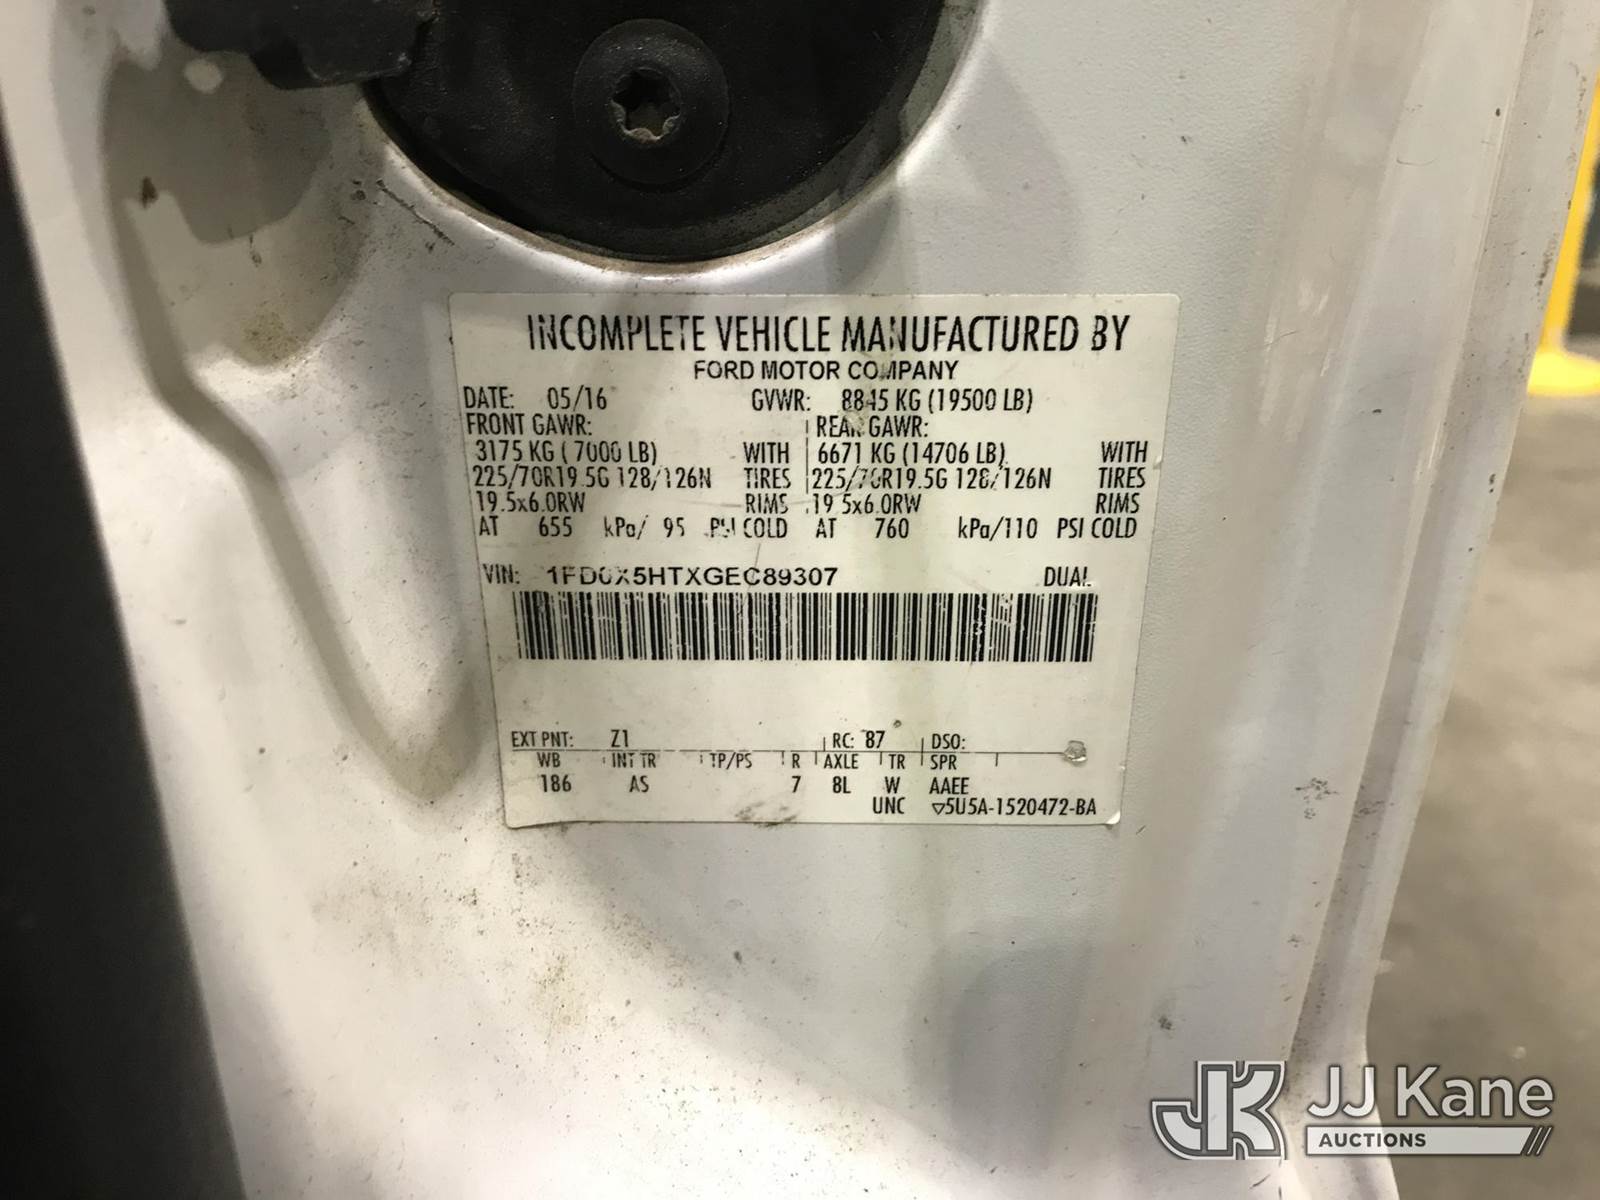 INCOMPLETE VEHICLE MANUFACTURED BY
FORD MOTOR COMPANY
DATE: 05/16 GVWR: 8845 KG (19500 LB)
FRONT GAWR: REAR GAWR:
3175 KG ( 7000 LB) WITH 6671 KG (14706 LB) WITH
225/70R19.5G 128/126N TIRES 225/70R19.5G 128/126N TIRES
19.5x6.0RW RIMS 19.5x6.0RW RIMS
AT 655 kPa/ 95 PSI COLD AT 760 kPa/110 PSI COLD
VIN: 1FD0X5HTXGEC89307 DUAL
EXT PNT: Z1 RC: 87 DSO:
WB INT TR TP/PS R AXLE TR SPR
186 AS 7 8L W AAEE
UNC ▽5U5A-1520472-BA
JK JJ Kane
AUCTIONS